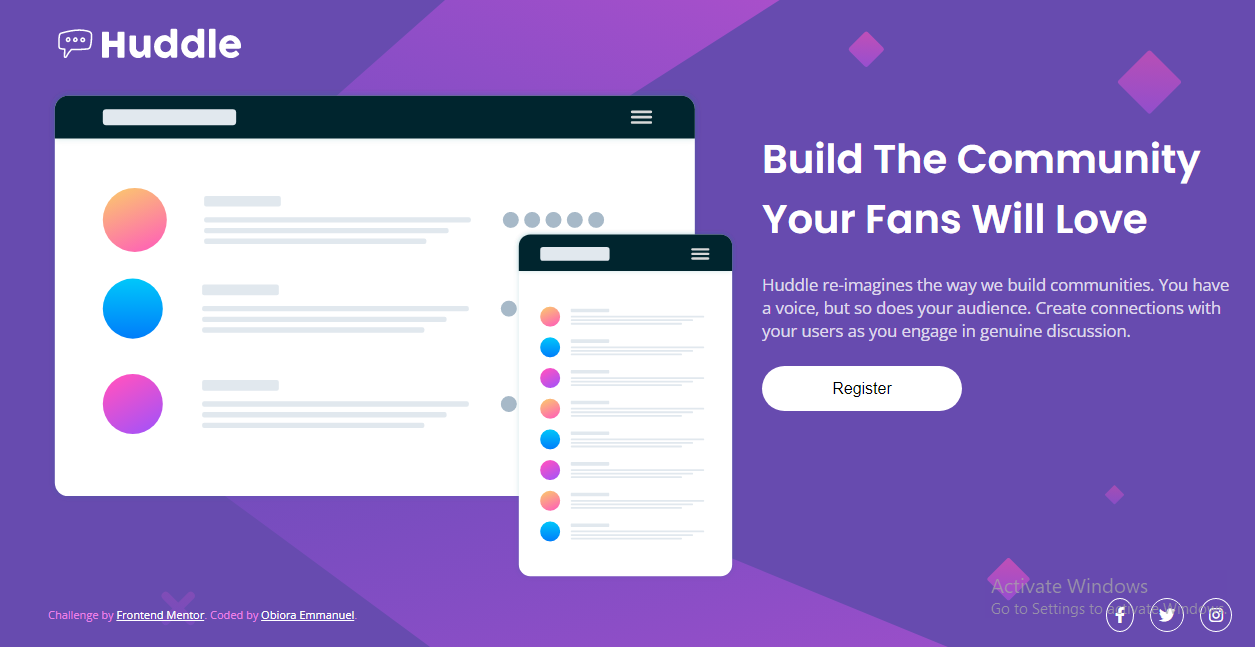 Huddle
Build The Community
Your Fans Will Love
Huddle re-imagines the way we build communities. You have
a voice, but so does your audience. Create connections with
your users as you engage in genuine discussion.
Register
Activate Windows
Go to Settings to activate Windows.
Challenge by Frontend Mentor. Coded by Obiora Emmanuel.